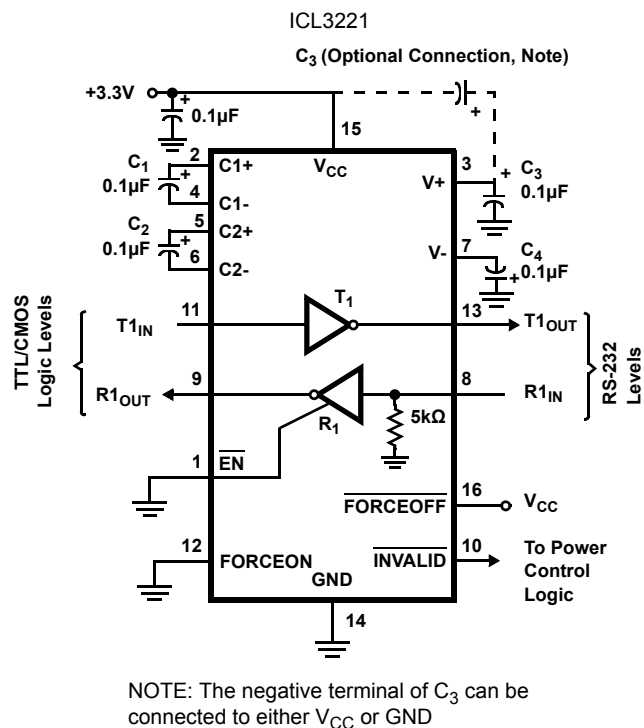 ICL3221
C3 (Optional Connection, Note)
+3.3V
+
0.1µF
15
+
2
C1+
VCC
3
V+
+
C3
0.1µF
C1
0.1µF
+
4
C1-
5
C2+
C2
0.1µF
+
6
C2-
7
V-
C4
0.1µF
+
T1
11
13
T1IN
T1OUT
TTL/CMOS
Logic Levels
RS-232
Levels
9
8
R1OUT
R1IN
R1
5kΩ
1
EN
16
FORCEOFF
VCC
12
FORCEON
10
INVALID
To Power
Control
Logic
GND
14
NOTE: The negative terminal of C3 can be
connected to either VCC or GND